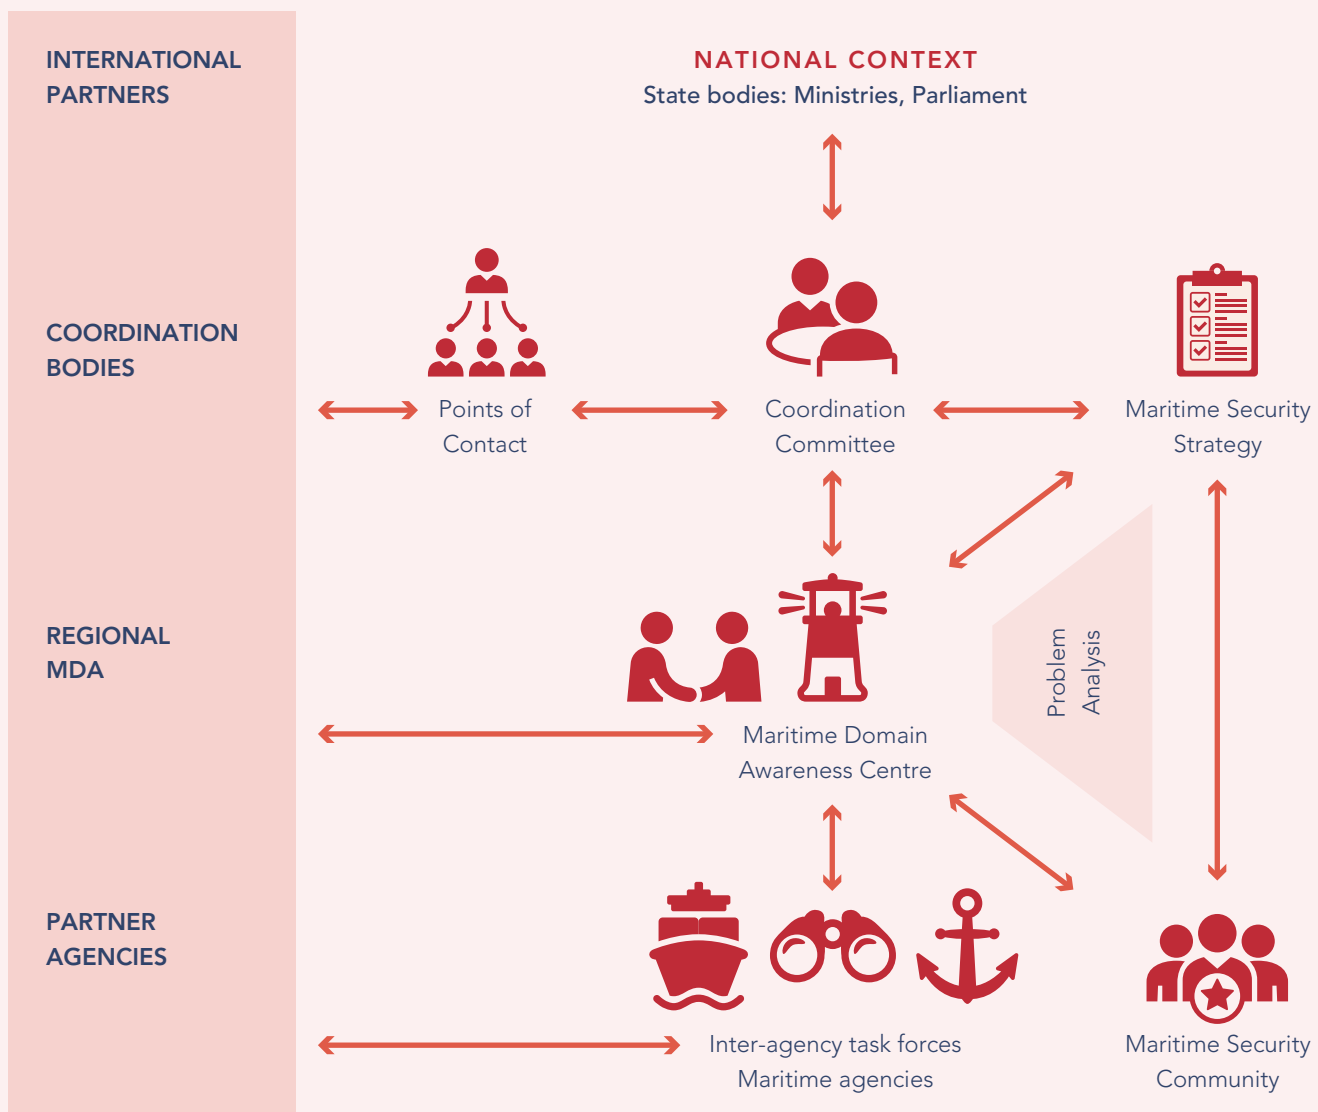 INTERNATIONAL
PARTNERS
NATIONAL CONTEXT
State bodies: Ministries, Parliament
COORDINATION
BODIES
Points of
Contact
Coordination
Committee
Maritime Security
Strategy
REGIONAL
MDA
Maritime Domain
Awareness Centre
Problem
Analysis
PARTNER
AGENCIES
Inter-agency task forces
Maritime agencies
Maritime Security
Community